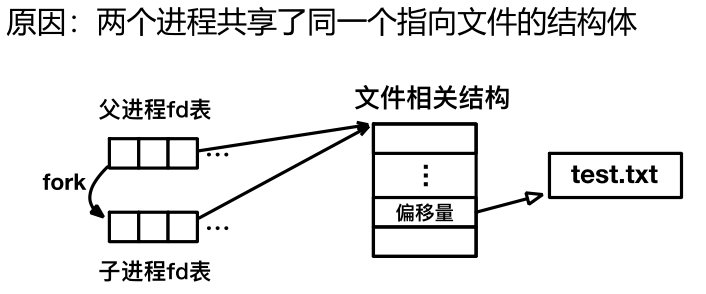 原因：两个进程共享了同一个指向文件的结构体
文件相关结构
父进程fd表
...
⋮
test.txt
fork
偏移量
...
子进程fd表